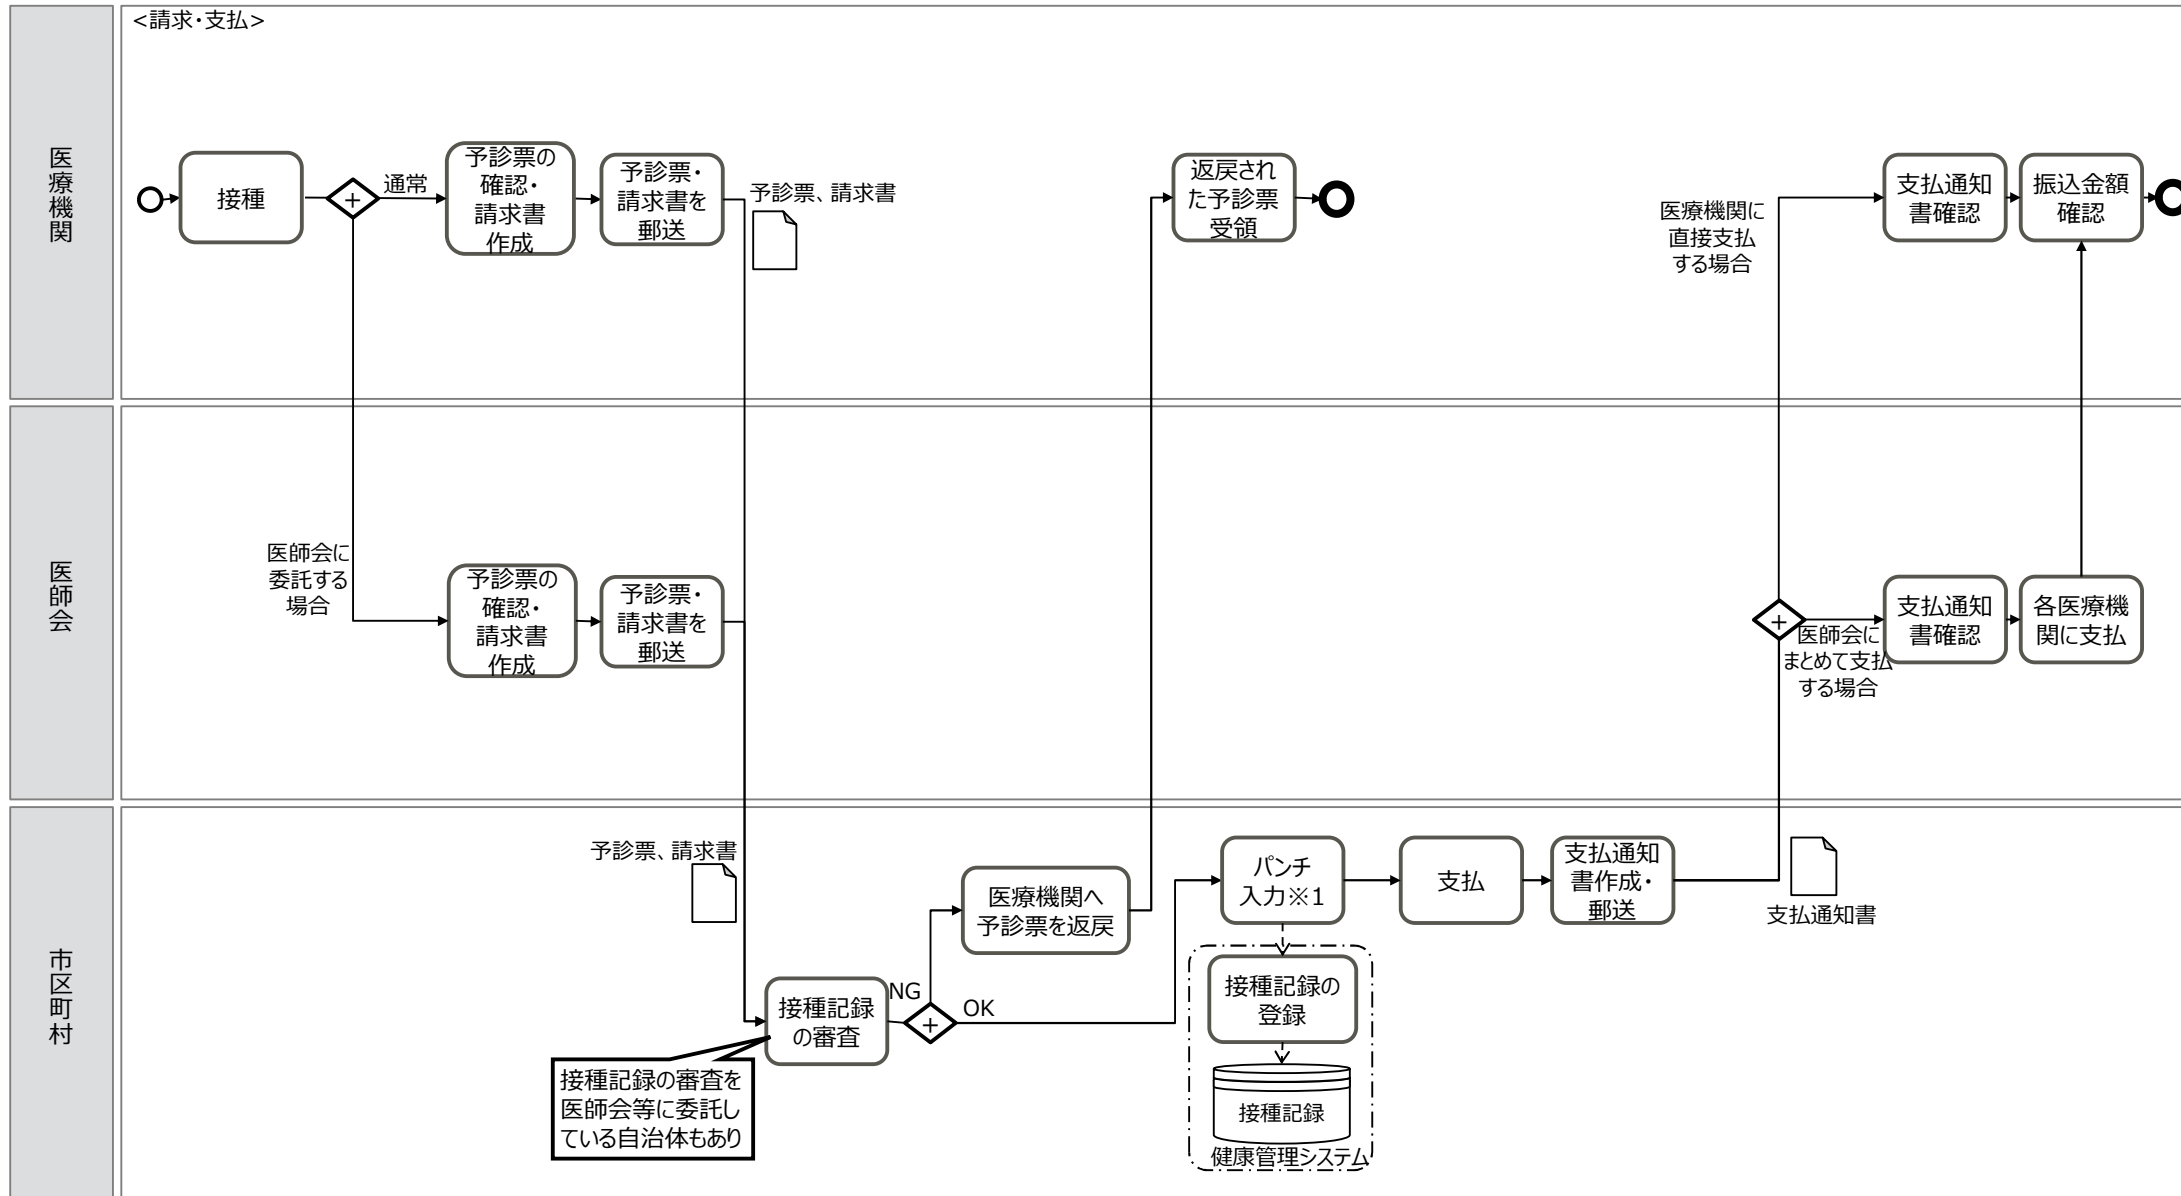 <請求・支払>
医療機関
接種
通常
予診票の
確認・
請求書
作成
予診票・
請求書を
郵送
予診票、請求書
返戻され
た予診票
受領
医療機関に
直接支払
する場合
支払通知
書確認
振込金額
確認
医師会
医師会に
委託する
場合
予診票の
確認・
請求書
作成
予診票・
請求書を
郵送
医師会に
まとめて支払
する場合
支払通知
書確認
各医療機
関に支払
市区町村
予診票、請求書
接種記録
の審査
接種記録の審査を
医師会等に委託し
ている自治体もあり
NG
OK
医療機関へ
予診票を返戻
パンチ
入力※1
支払
支払通知
書作成・
郵送
支払通知書
接種記録の
登録
接種記録
健康管理システム